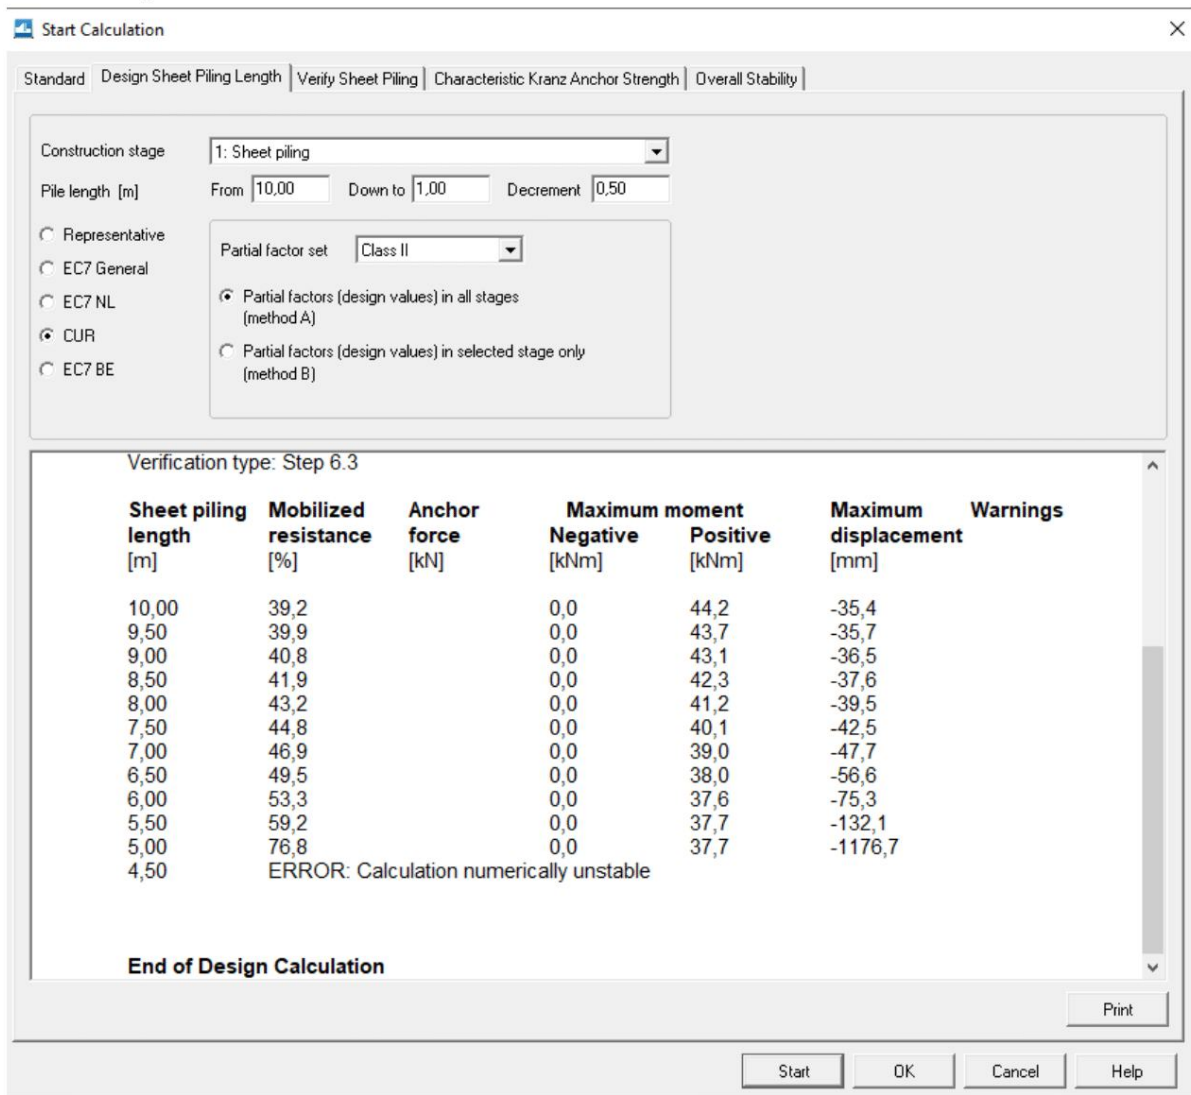 Start Calculation
Standard Design Sheet Piling Length Verify Sheet Piling Characteristic Kranz Anchor Strength Overall Stability
Construction stage 1: Sheet piling
Pile length [m] From 10,00 Down to 1,00 Decrement 0,50
Representative
EC7 General
EC7 NL
CUR
EC7 BE
Partial factor set Class II
Partial factors (design values) in all stages
(method A)
Partial factors (design values) in selected stage only
(method B)
Verification type: Step 6.3
Sheet piling Mobilized Anchor Maximum moment Maximum Warnings
length resistance force Negative Positive displacement
[m] [%] [kN] [kNm] [kNm] [mm]
10,00 39,2 0,0 44,2 -35,4
9,50 39,9 0,0 43,7 -35,7
9,00 40,8 0,0 43,1 -36,5
8,50 41,9 0,0 42,3 -37,6
8,00 43,2 0,0 41,2 -39,5
7,50 44,8 0,0 40,1 -42,5
7,00 46,9 0,0 39,0 -47,7
6,50 49,5 0,0 38,0 -56,6
6,00 53,3 0,0 37,6 -75,3
5,50 59,2 0,0 37,7 -132,1
5,00 76,8 0,0 37,7 -1176,7
4,50 ERROR: Calculation numerically unstable
End of Design Calculation
Print
Start OK Cancel Help